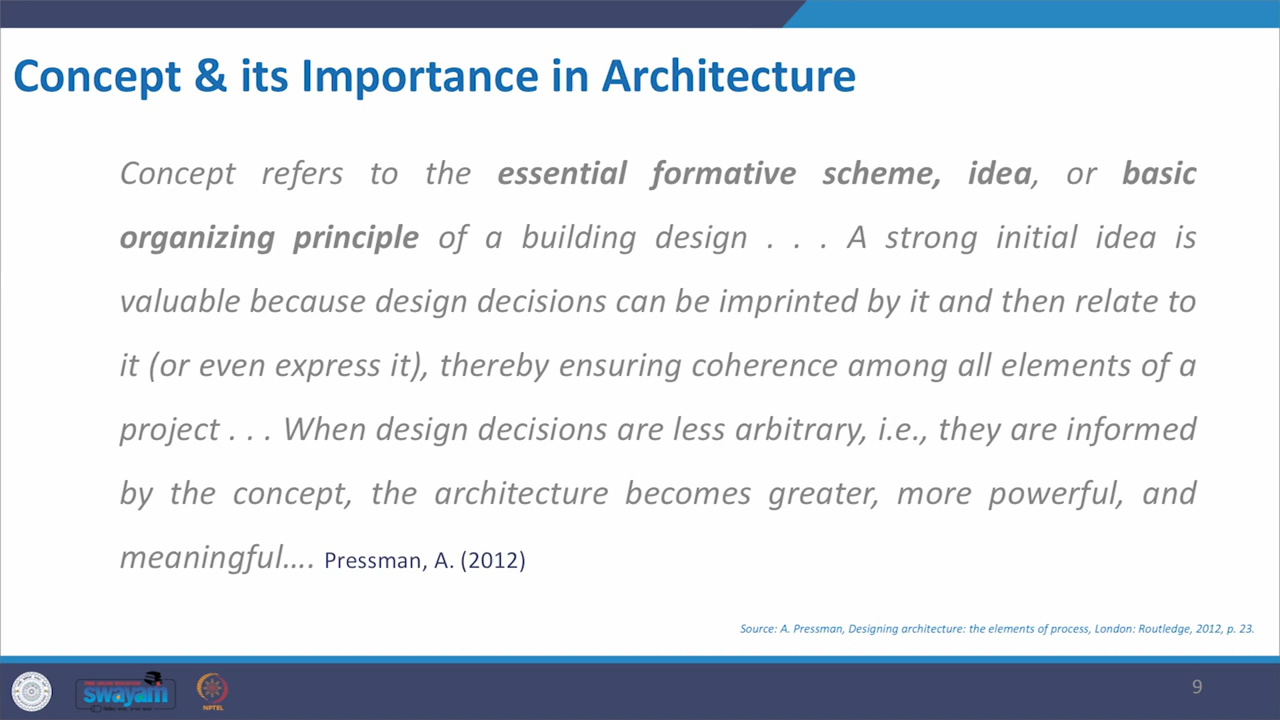 Concept & its Importance in Architecture
Concept refers to the essential formative scheme, idea, or basic
organizing principle of a building design . . . A strong initial idea is
valuable because design decisions can be imprinted by it and then relate to
it (or even express it), thereby ensuring coherence among all elements of a
project . . . When design decisions are less arbitrary, i.e., they are informed
by the concept, the architecture becomes greater, more powerful, and
meaningful.... Pressman, A. (2012)
Source: A. Pressman, Designing architecture: the elements of process, London: Routledge, 2012, p. 23.
swayam
NPTEL
9